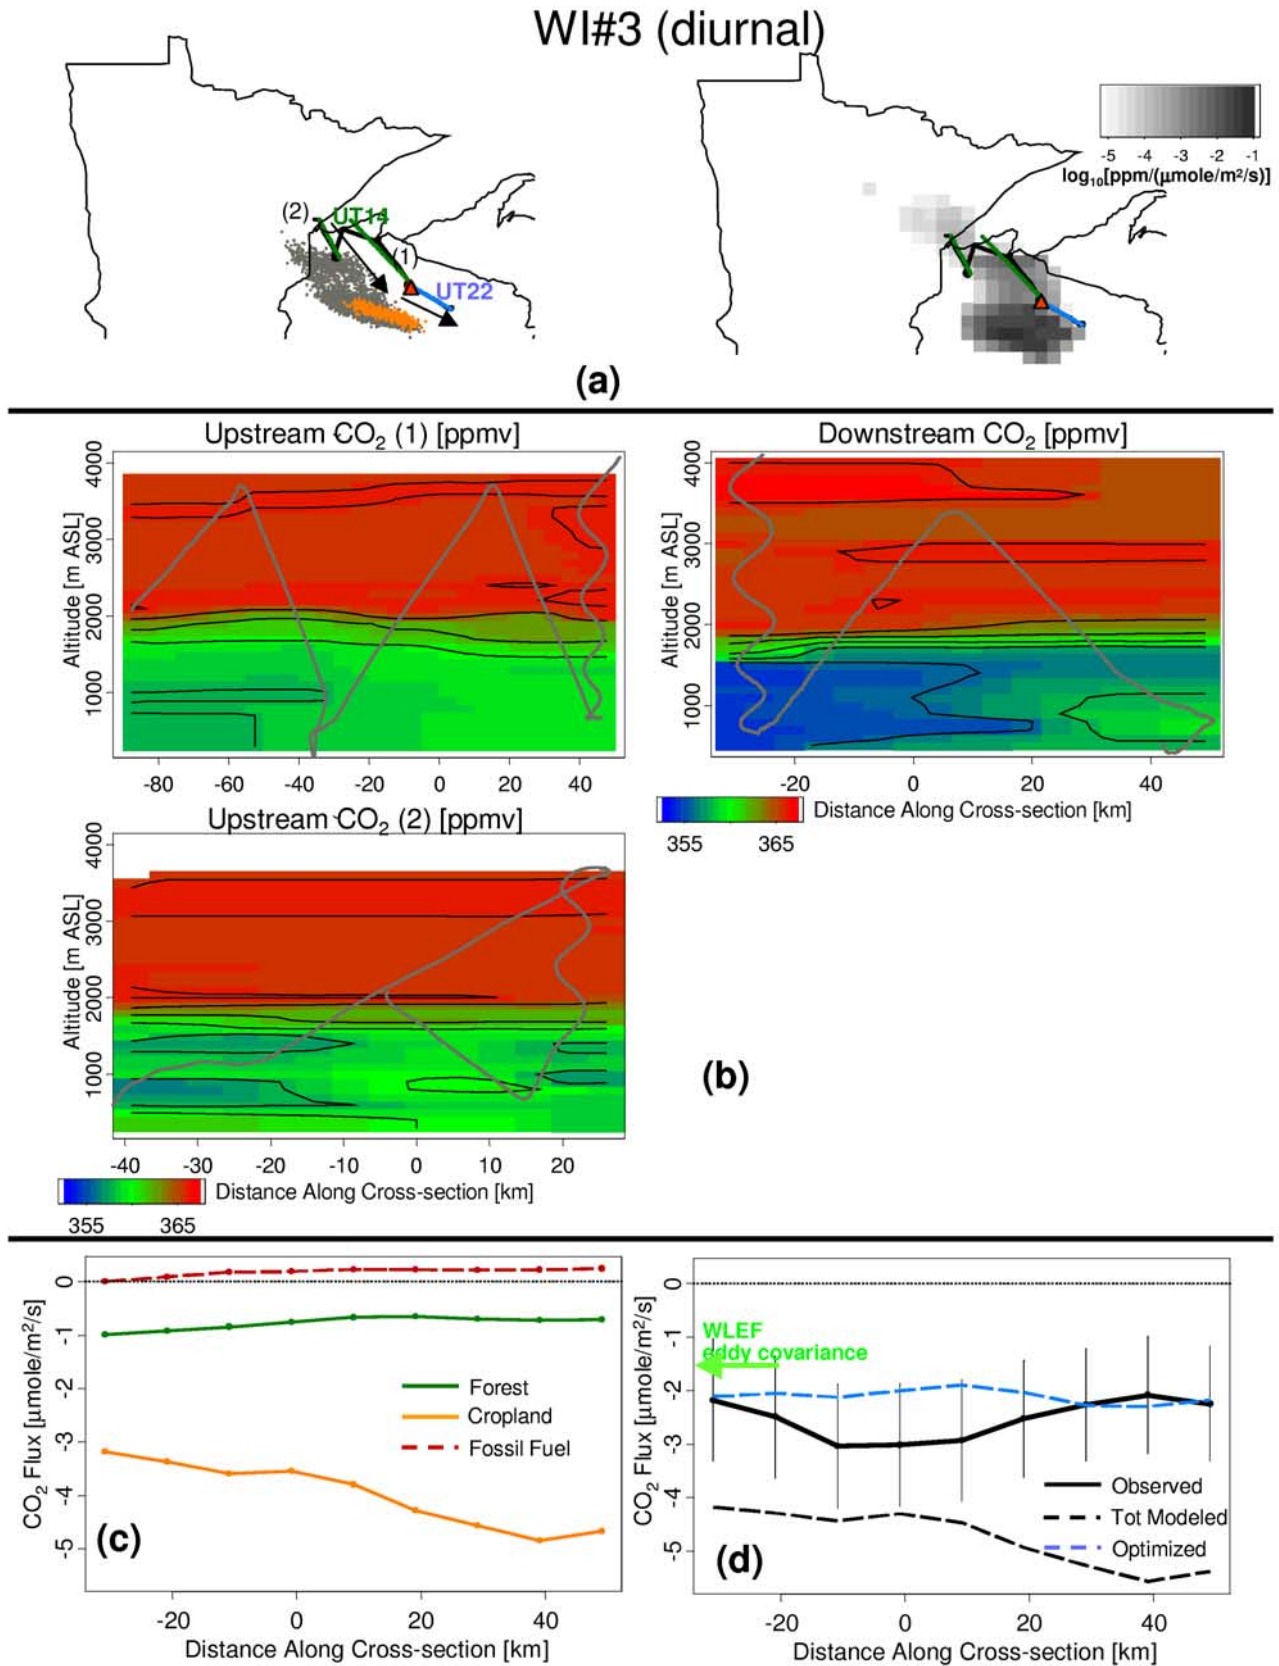 WI#3 (diurnal)
(2)
UT14
(1)
UT22
-5 -4 -3 -2 -1
log₁₀[ppm/(µmole/m²/s)]
(a)
Upstream CO₂ (1) [ppmv]
Altitude [m ASL]
1000 2000 3000 4000
-80 -60 -40 -20 0 20 40
Downstream CO₂ [ppmv]
Altitude [m ASL]
1000 2000 3000 4000
-20 0 20 40
355 365
Distance Along Cross-section [km]
Upstream CO₂ (2) [ppmv]
Altitude [m ASL]
1000 2000 3000 4000
-40 -30 -20 -10 0 10 20
355 365
Distance Along Cross-section [km]
(b)
CO₂ Flux [µmole/m²/s]
0
-1
-2
-3
-4
-5
Forest
Cropland
Fossil Fuel
(c)
-20 0 20 40
Distance Along Cross-section [km]
CO₂ Flux [µmole/m²/s]
0
-1
-2
-3
-4
-5
WLEF
eddy covariance
Observed
Tot Modeled
Optimized
(d)
-20 0 20 40
Distance Along Cross-section [km]